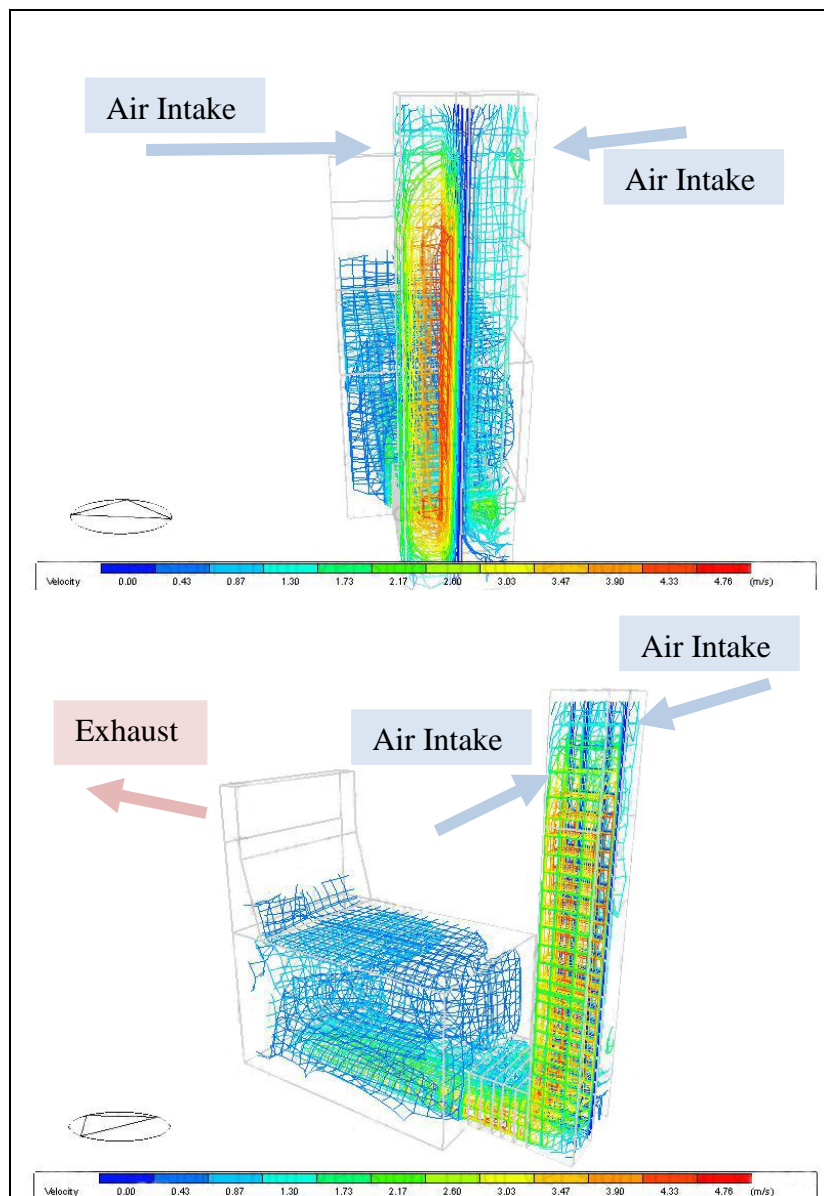 Air Intake
Air Intake
Velocity 0.00 0.43 0.87 1.30 1.73 2.17 2.60 3.03 3.47 3.90 4.33 4.76 (m/s)
Air Intake
Exhaust
Air Intake
Velocity 0.00 0.43 0.87 1.30 1.73 2.17 2.60 3.03 3.47 3.90 4.33 4.76 (m/s)